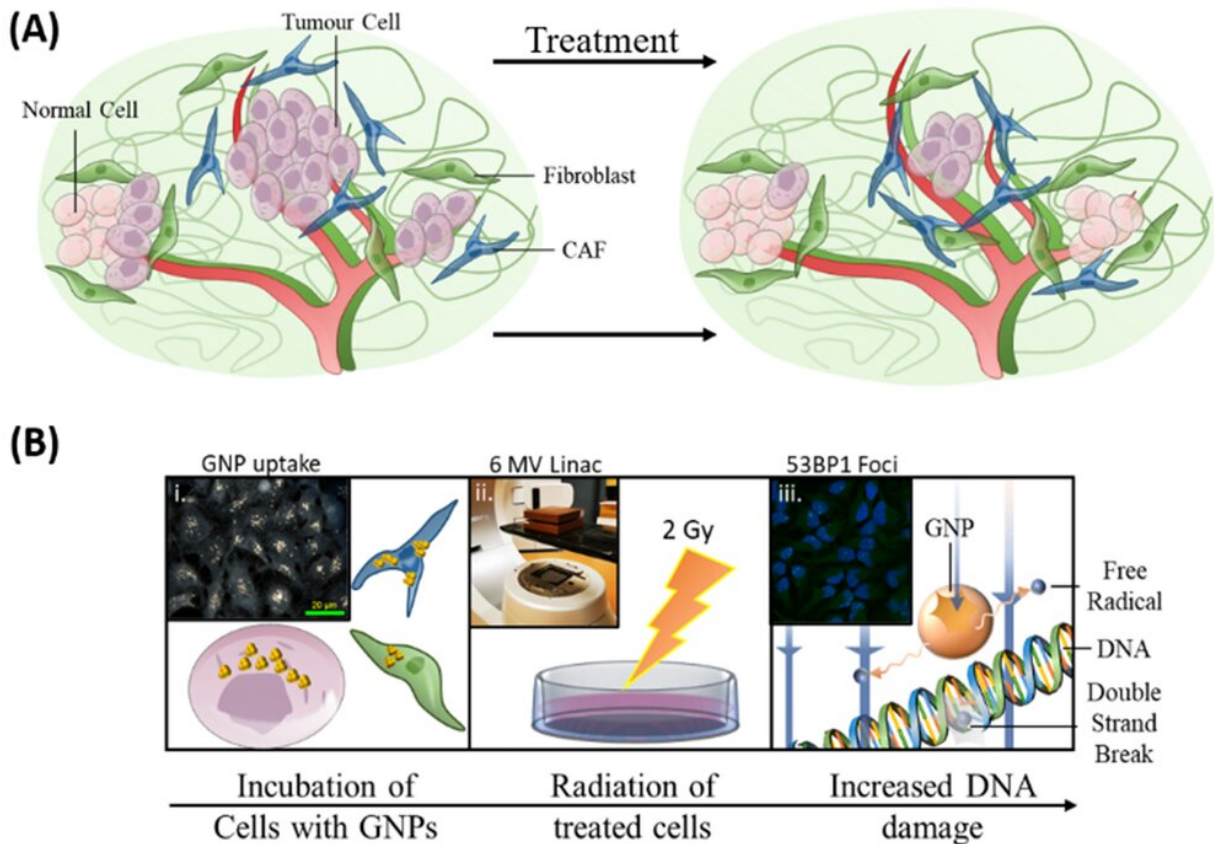 (A)
Tumour Cell
Treatment
Normal Cell
Fibroblast
CAF
(B)
GNP uptake
6 MV Linac
53BP1 Foci
i.
ii.
iii.
2 Gy
GNP
20 μm
Free
Radical
DNA
Double
Strand
Break
Incubation of
Cells with GNPs
Radiation of
treated cells
Increased DNA
damage